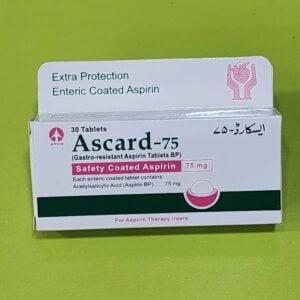 Extra Protection
Enteric Coated Aspirin
30 Tablets
Ascard-75
ایسکارڈ-۷۵
(Gastro-resistant Aspirin Tablets BP)
Safety Coated Aspirin 75 mg
Each enteric coated tablet contains:
Acetylsalicylic Acid (Aspirin BP)..... 75 mg
ATCO
For Aspirin Therapy Users